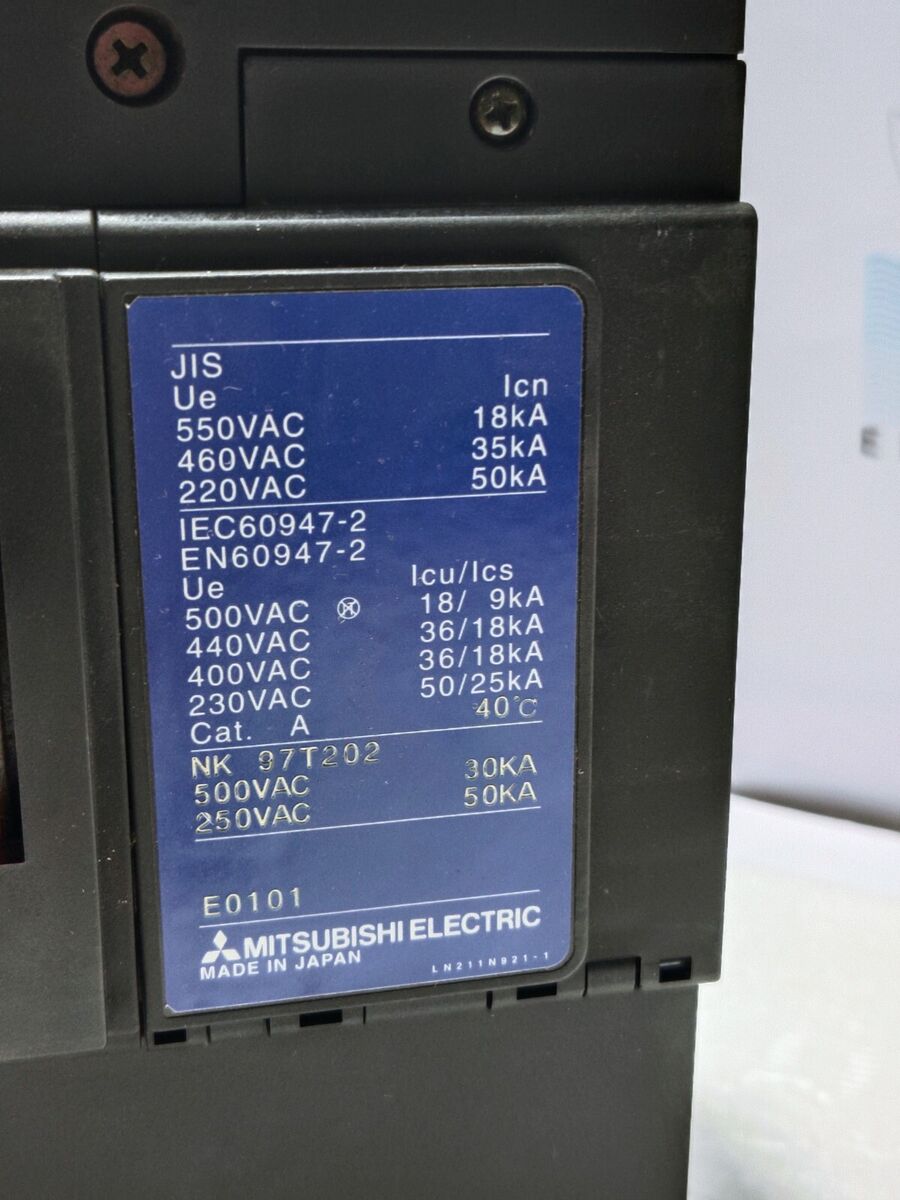 JIS
Ue Icn
550VAC 18kA
460VAC 35kA
220VAC 50kA
IEC60947-2
EN60947-2
Ue Icu/Ics
500VAC 18/ 9kA
440VAC 36/18kA
400VAC 36/18kA
230VAC 50/25kA
Cat. A 40℃
NK 97T202
500VAC 30KA
250VAC 50KA
E0101
MITSUBISHI ELECTRIC
MADE IN JAPAN LN211N921-1